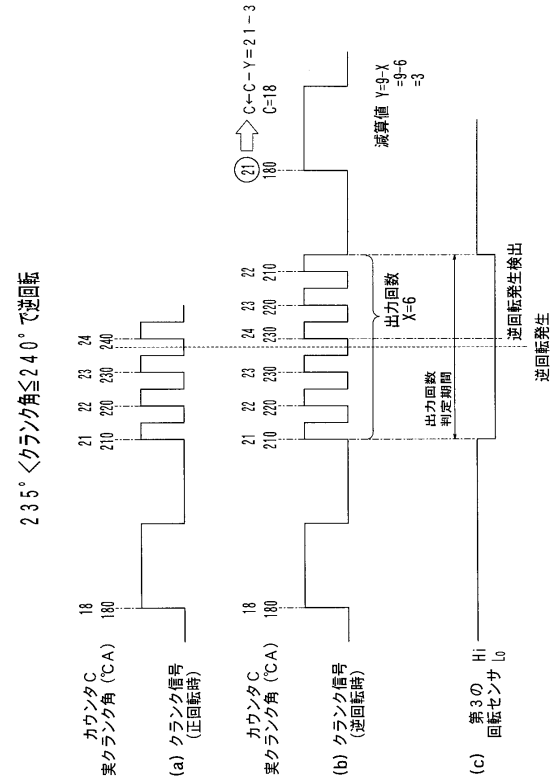 235°＜クランク角≦240°で逆回転
カウンタC 18 21 22 23 24
実クランク角 (℃A) 180 210 220 230 240
(a) クランク信号
(正回転時)
カウンタC 18 21 22 23 24 23 22 21 C←C−Y=21−3
実クランク角 (℃A) 180 210 220 230 230 220 210 180 C=18
(b) クランク信号
(逆回転時)
出力回数
X=6
減算値 Y=9-X
=9-6
=3
出力回数
判定期間
(c) 第3の
回転センサ
Hi
Lo
逆回転発生検出
逆回転発生